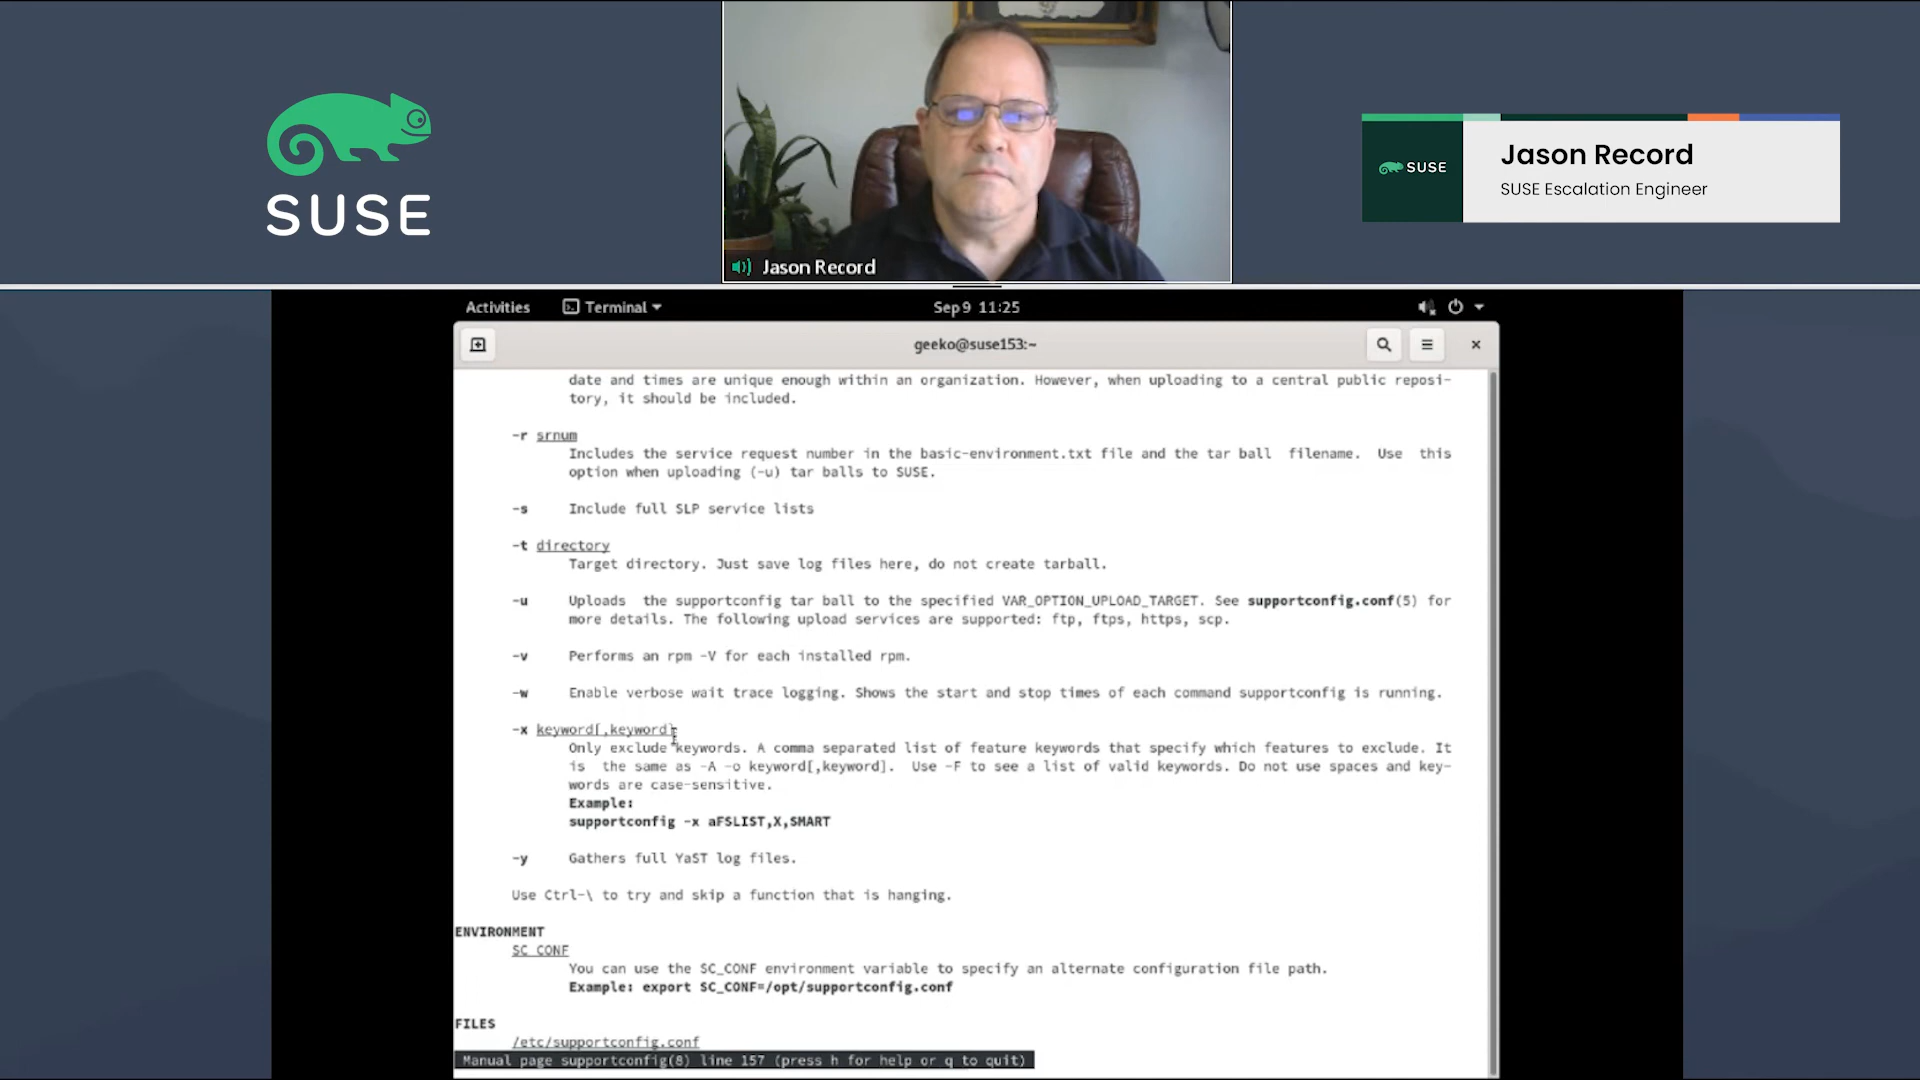 SUSE
Jason Record
SUSE
Jason Record
SUSE Escalation Engineer
Activities
Terminal
Sep 9 11:25
geeko@suse153:~
date and times are unique enough within an organization. However, when uploading to a central public reposi-
tory, it should be included.
-r srnum
Includes the service request number in the basic-environment.txt file and the tar ball filename. Use this
option when uploading (-u) tar balls to SUSE.
-s Include full SLP service lists
-t directory
Target directory. Just save log files here, do not create tarball.
-u Uploads the supportconfig tar ball to the specified VAR_OPTION_UPLOAD_TARGET. See supportconfig.conf(5) for
more details. The following upload services are supported: ftp, ftps, https, scp.
-v Performs an rpm -V for each installed rpm.
-w Enable verbose wait trace logging. Shows the start and stop times of each command supportconfig is running.
-x keyword[,keyword]
Only exclude keywords. A comma separated list of feature keywords that specify which features to exclude. It
is the same as -A -o keyword[,keyword]. Use -F to see a list of valid keywords. Do not use spaces and key-
words are case-sensitive.
Example:
supportconfig -x aFSLIST,X,SMART
-y Gathers full YaST log files.
Use Ctrl-\ to try and skip a function that is hanging.
ENVIRONMENT
SC_CONF
You can use the SC_CONF environment variable to specify an alternate configuration file path.
Example: export SC_CONF=/opt/supportconfig.conf
FILES
/etc/supportconfig.conf
Manual page supportconfig(8) line 157 (press h for help or q to quit)